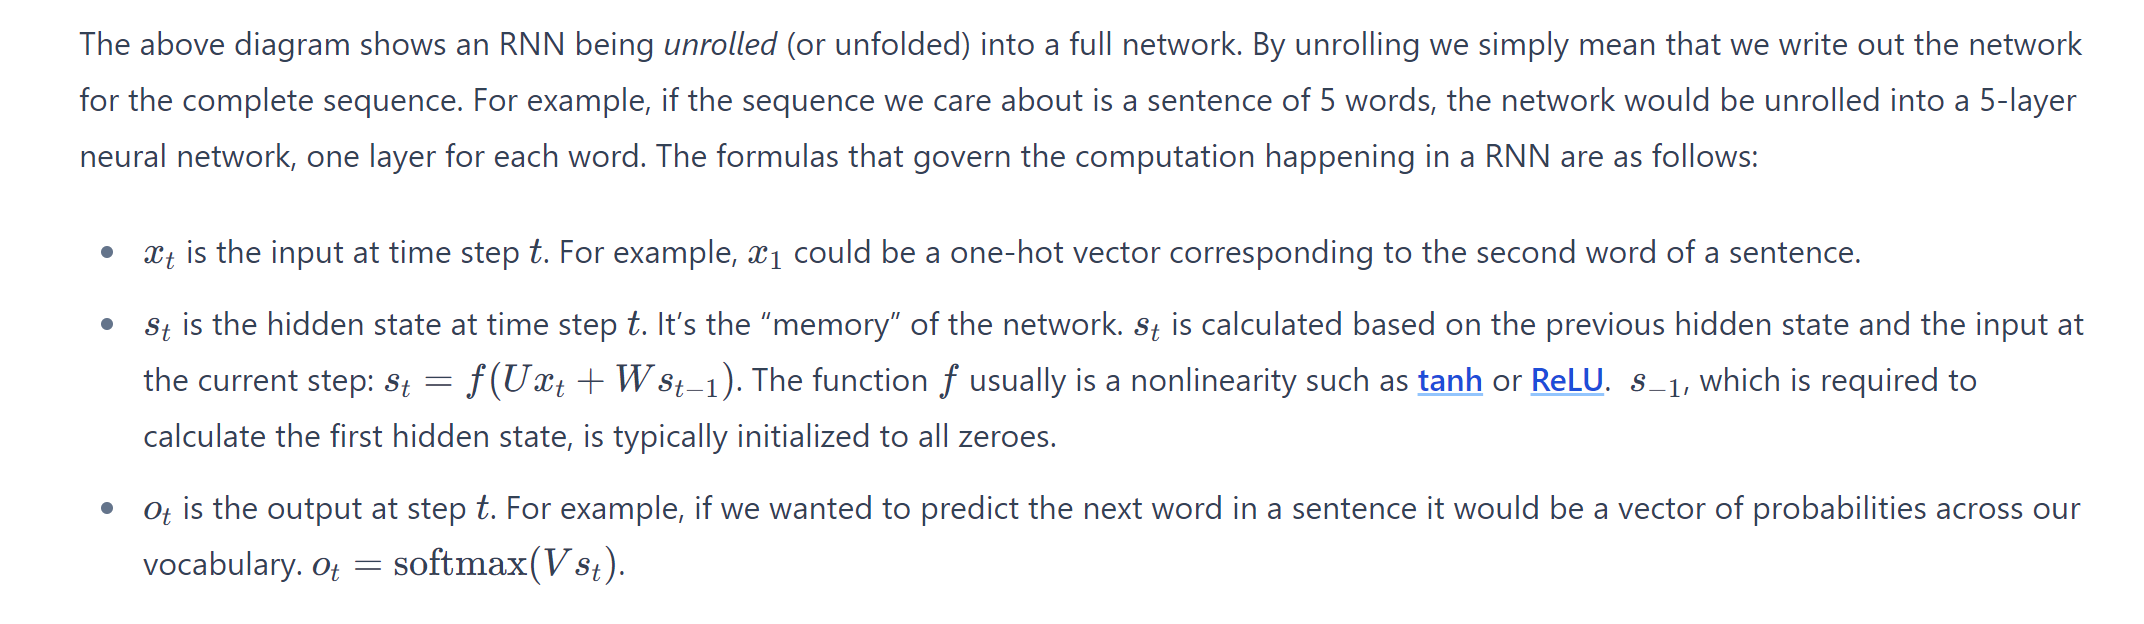 The above diagram shows an RNN being unrolled (or unfolded) into a full network. By unrolling we simply mean that we write out the network
for the complete sequence. For example, if the sequence we care about is a sentence of 5 words, the network would be unrolled into a 5-layer
neural network, one layer for each word. The formulas that govern the computation happening in a RNN are as follows:
• $x_t$ is the input at time step $t$. For example, $x_1$ could be a one-hot vector corresponding to the second word of a sentence.
• $s_t$ is the hidden state at time step $t$. It’s the “memory” of the network. $s_t$ is calculated based on the previous hidden state and the input at
the current step: $s_t = f(Ux_t + Ws_{t-1})$. The function $f$ usually is a nonlinearity such as tanh or ReLU. $s_{-1}$, which is required to
calculate the first hidden state, is typically initialized to all zeroes.
• $o_t$ is the output at step $t$. For example, if we wanted to predict the next word in a sentence it would be a vector of probabilities across our
vocabulary. $o_t = \mathrm{softmax}(Vs_t)$.